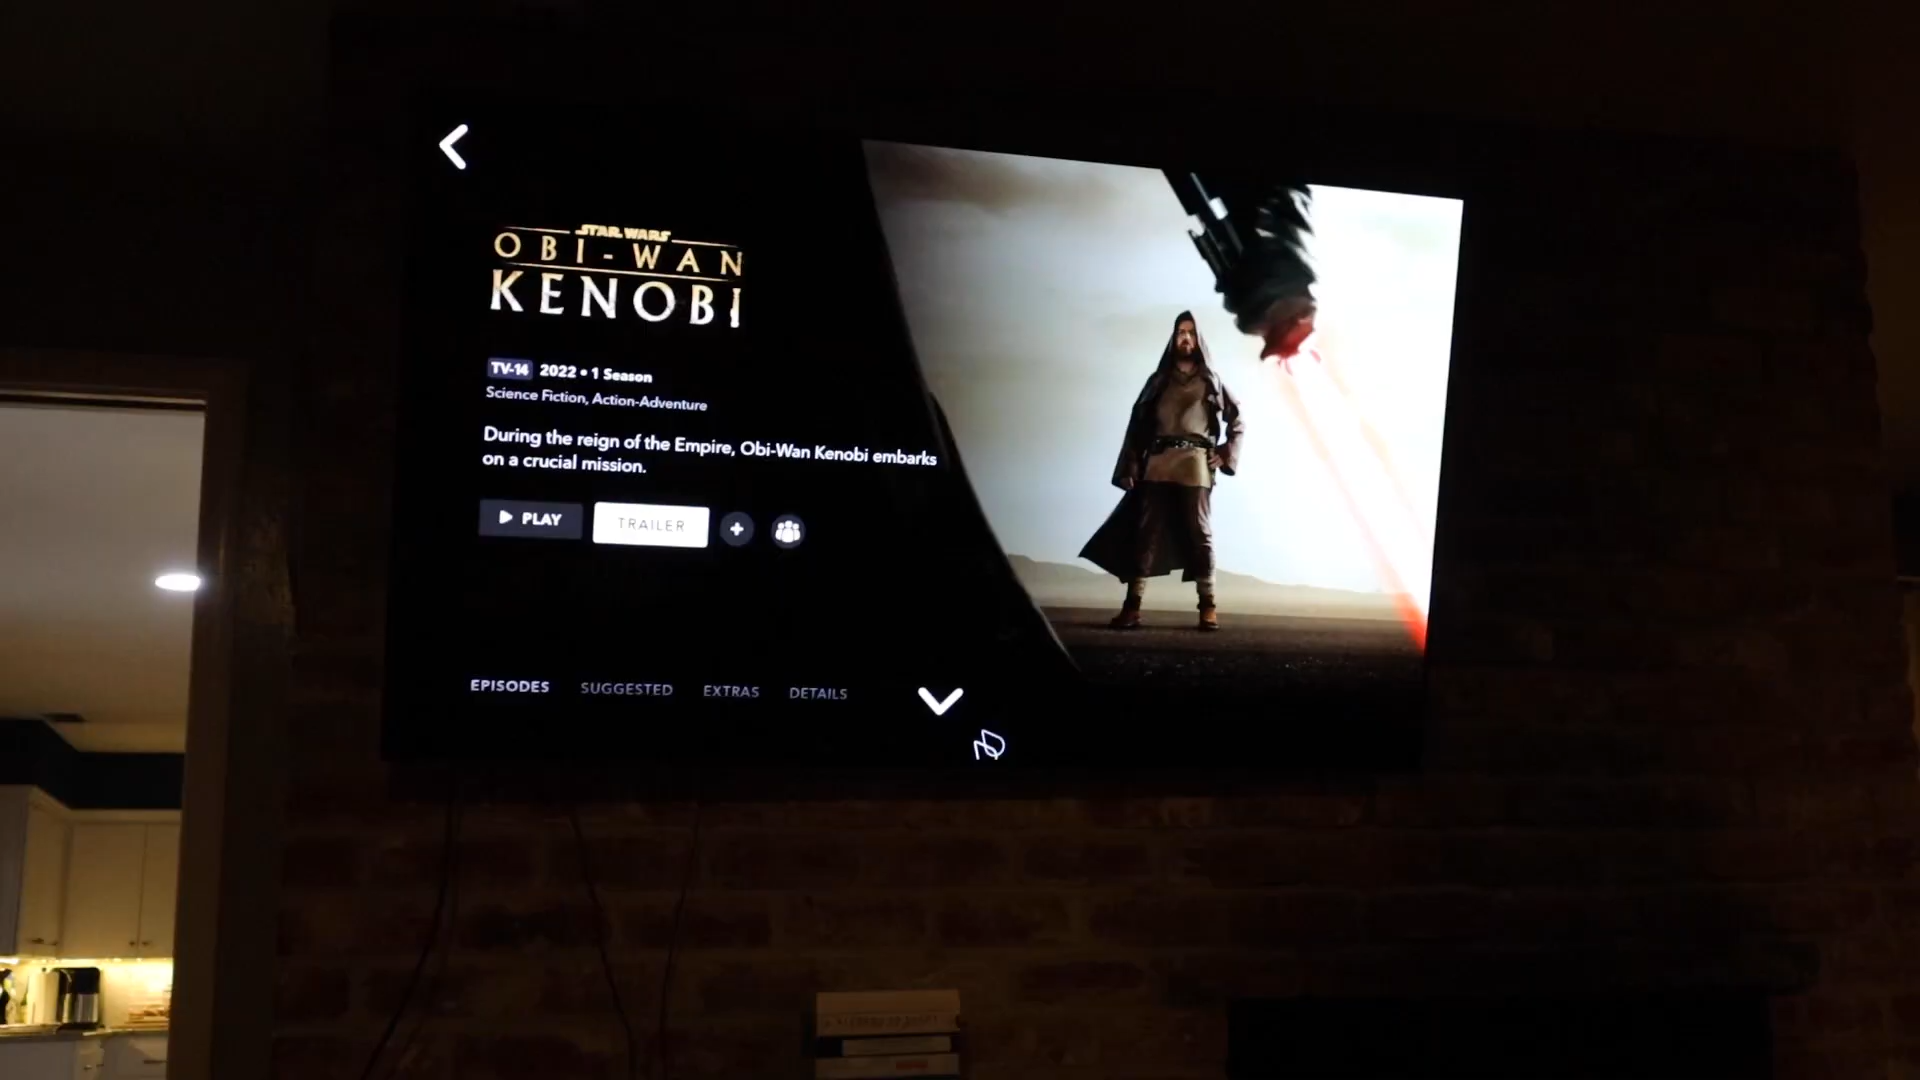 STAR WARS
OBI-WAN
KENOBI
TV-14 2022 • 1 Season
Science Fiction, Action-Adventure
During the reign of the Empire, Obi-Wan Kenobi embarks
on a crucial mission.
PLAY TRAILER
EPISODES SUGGESTED EXTRAS DETAILS